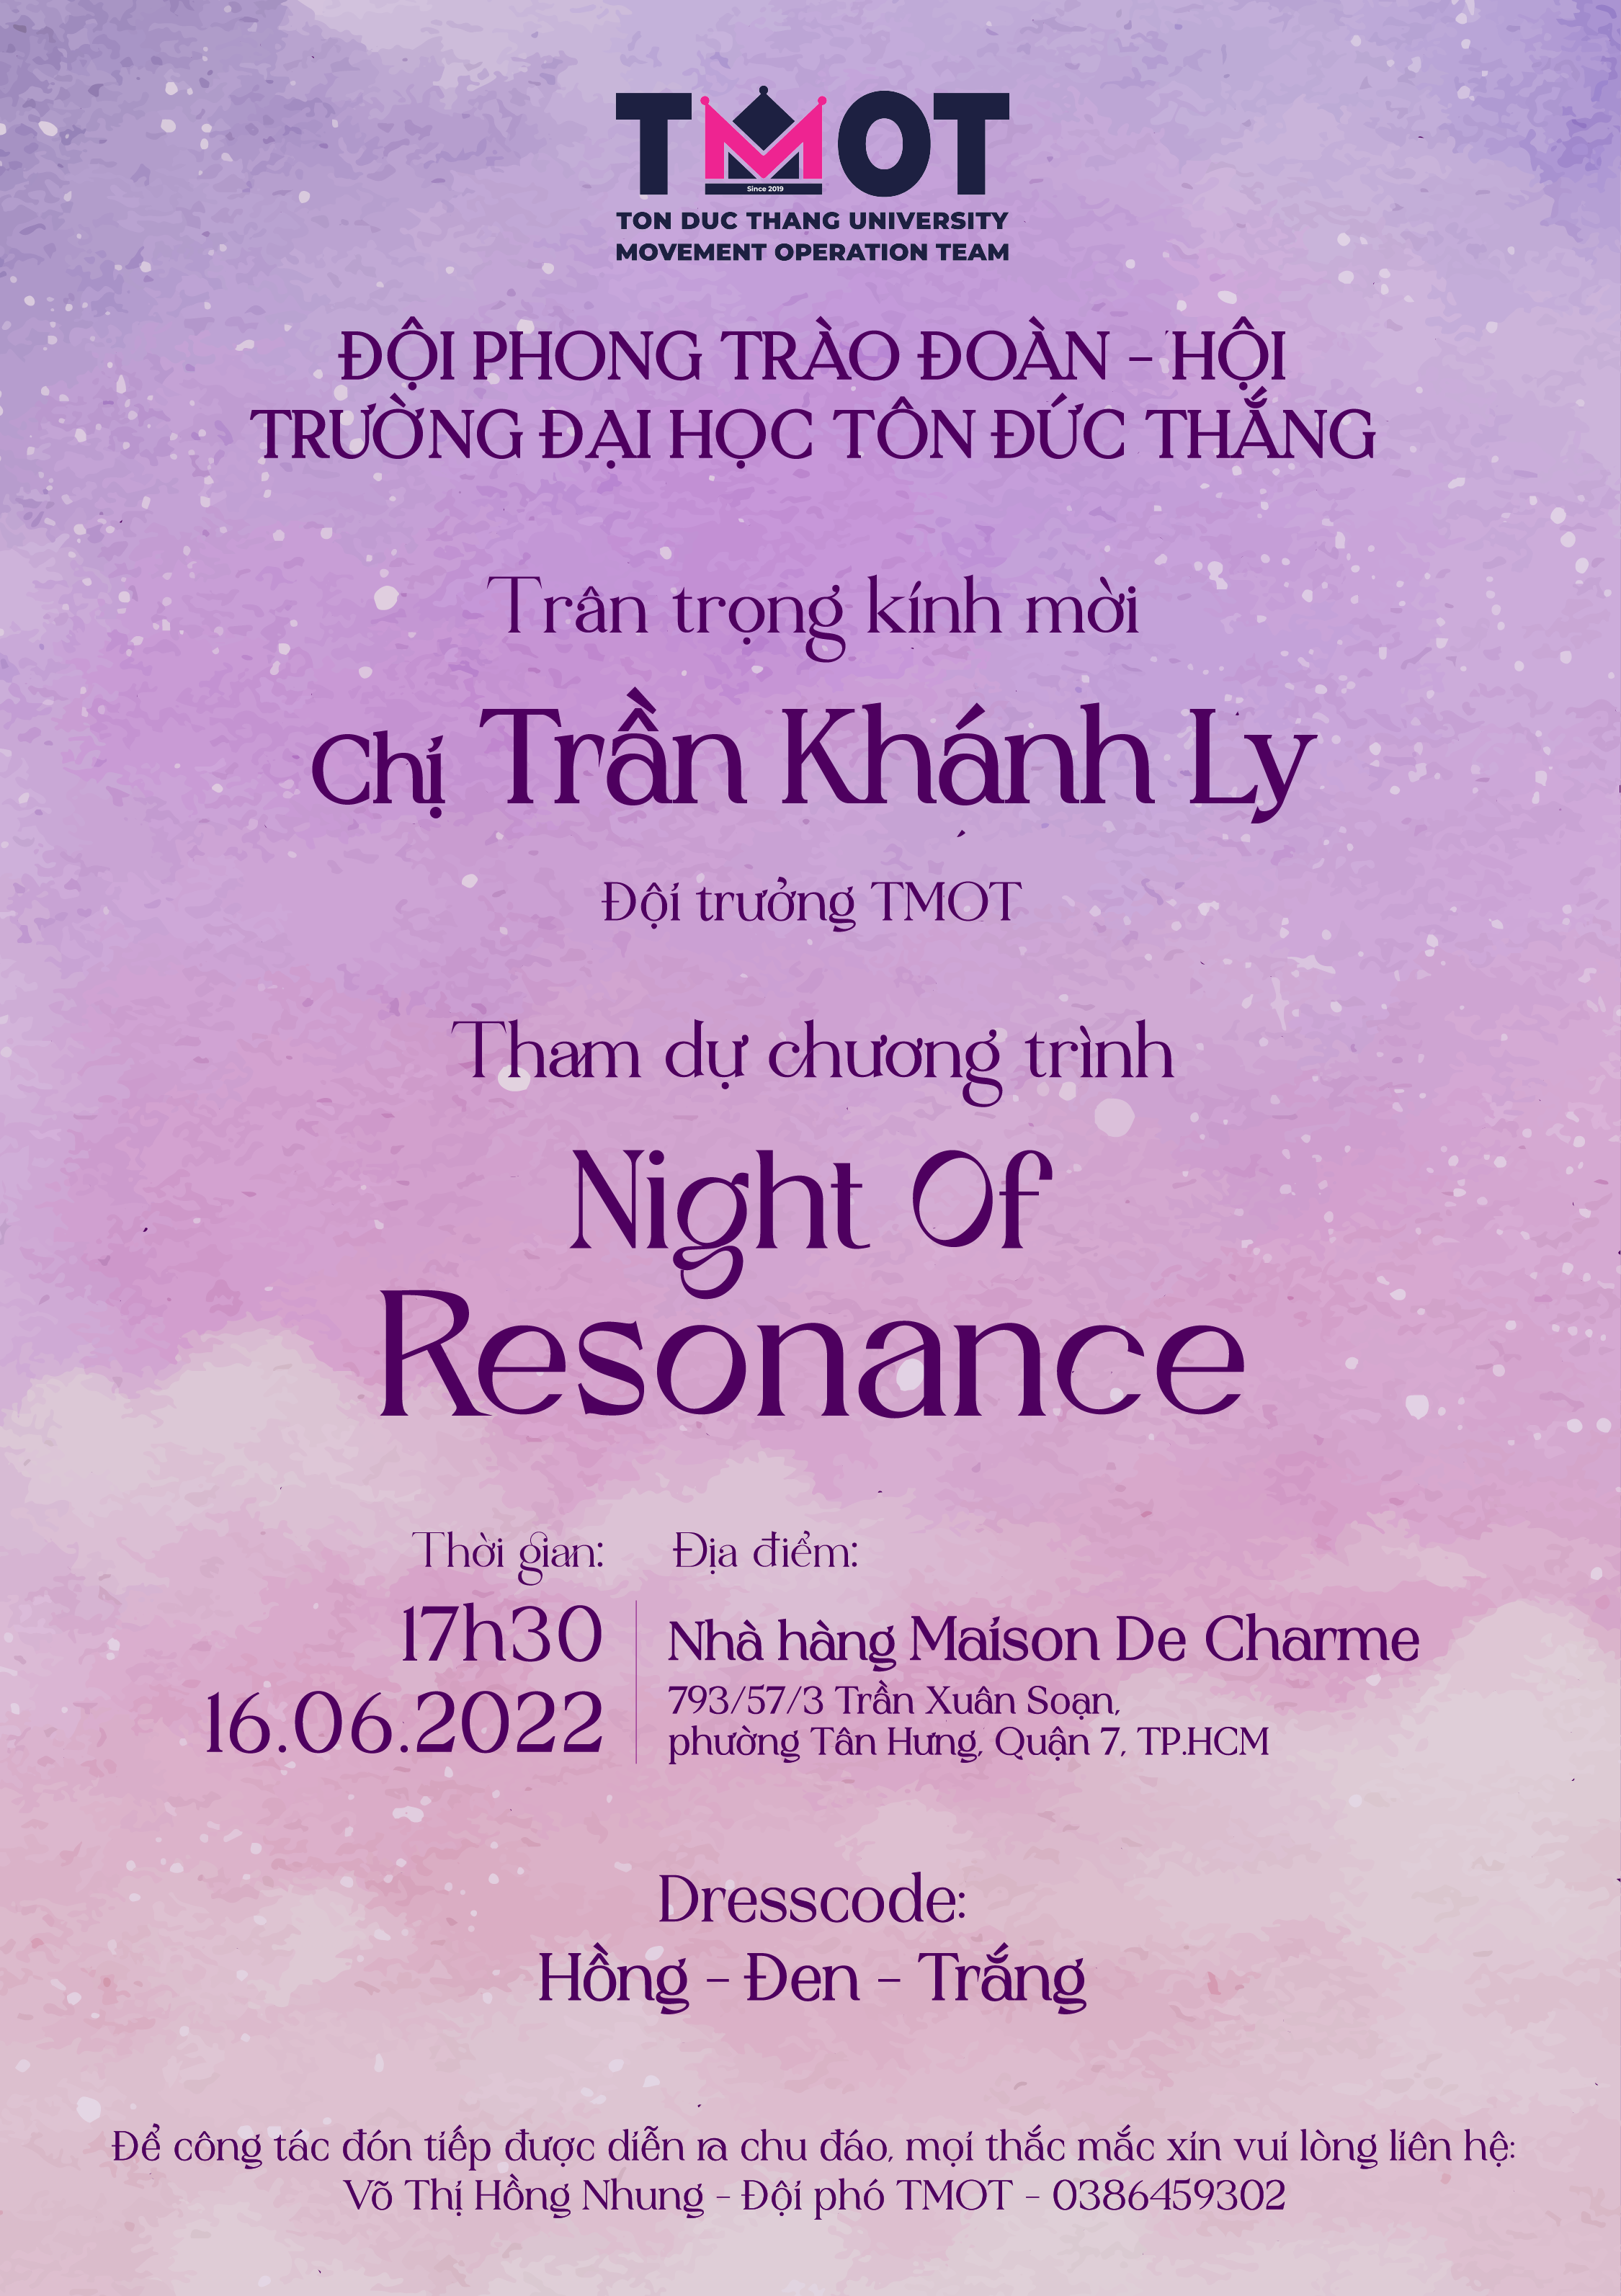 TMOT
Since 2019
TON DUC THANG UNIVERSITY
MOVEMENT OPERATION TEAM
ĐỘI PHONG TRÀO ĐOÀN - HỘI
TRƯỜNG ĐẠI HỌC TÔN ĐỨC THẮNG
Trân trọng kính mời
Chị Trần Khánh Ly
Đội trưởng TMOT
Tham dự chương trình
Night Of
Resonance
Thời gian:
17h30
16.06.2022
Địa điểm:
Nhà hàng Maison De Charme
793/57/3 Trần Xuân Soạn,
phường Tân Hưng, Quận 7, TP.HCM
Dresscode:
Hồng - Đen - Trắng
Để công tác đón tiếp được diễn ra chu đáo, mọi thắc mắc xin vui lòng liên hệ:
Võ Thị Hồng Nhung - Đội phó TMOT - 0386459302